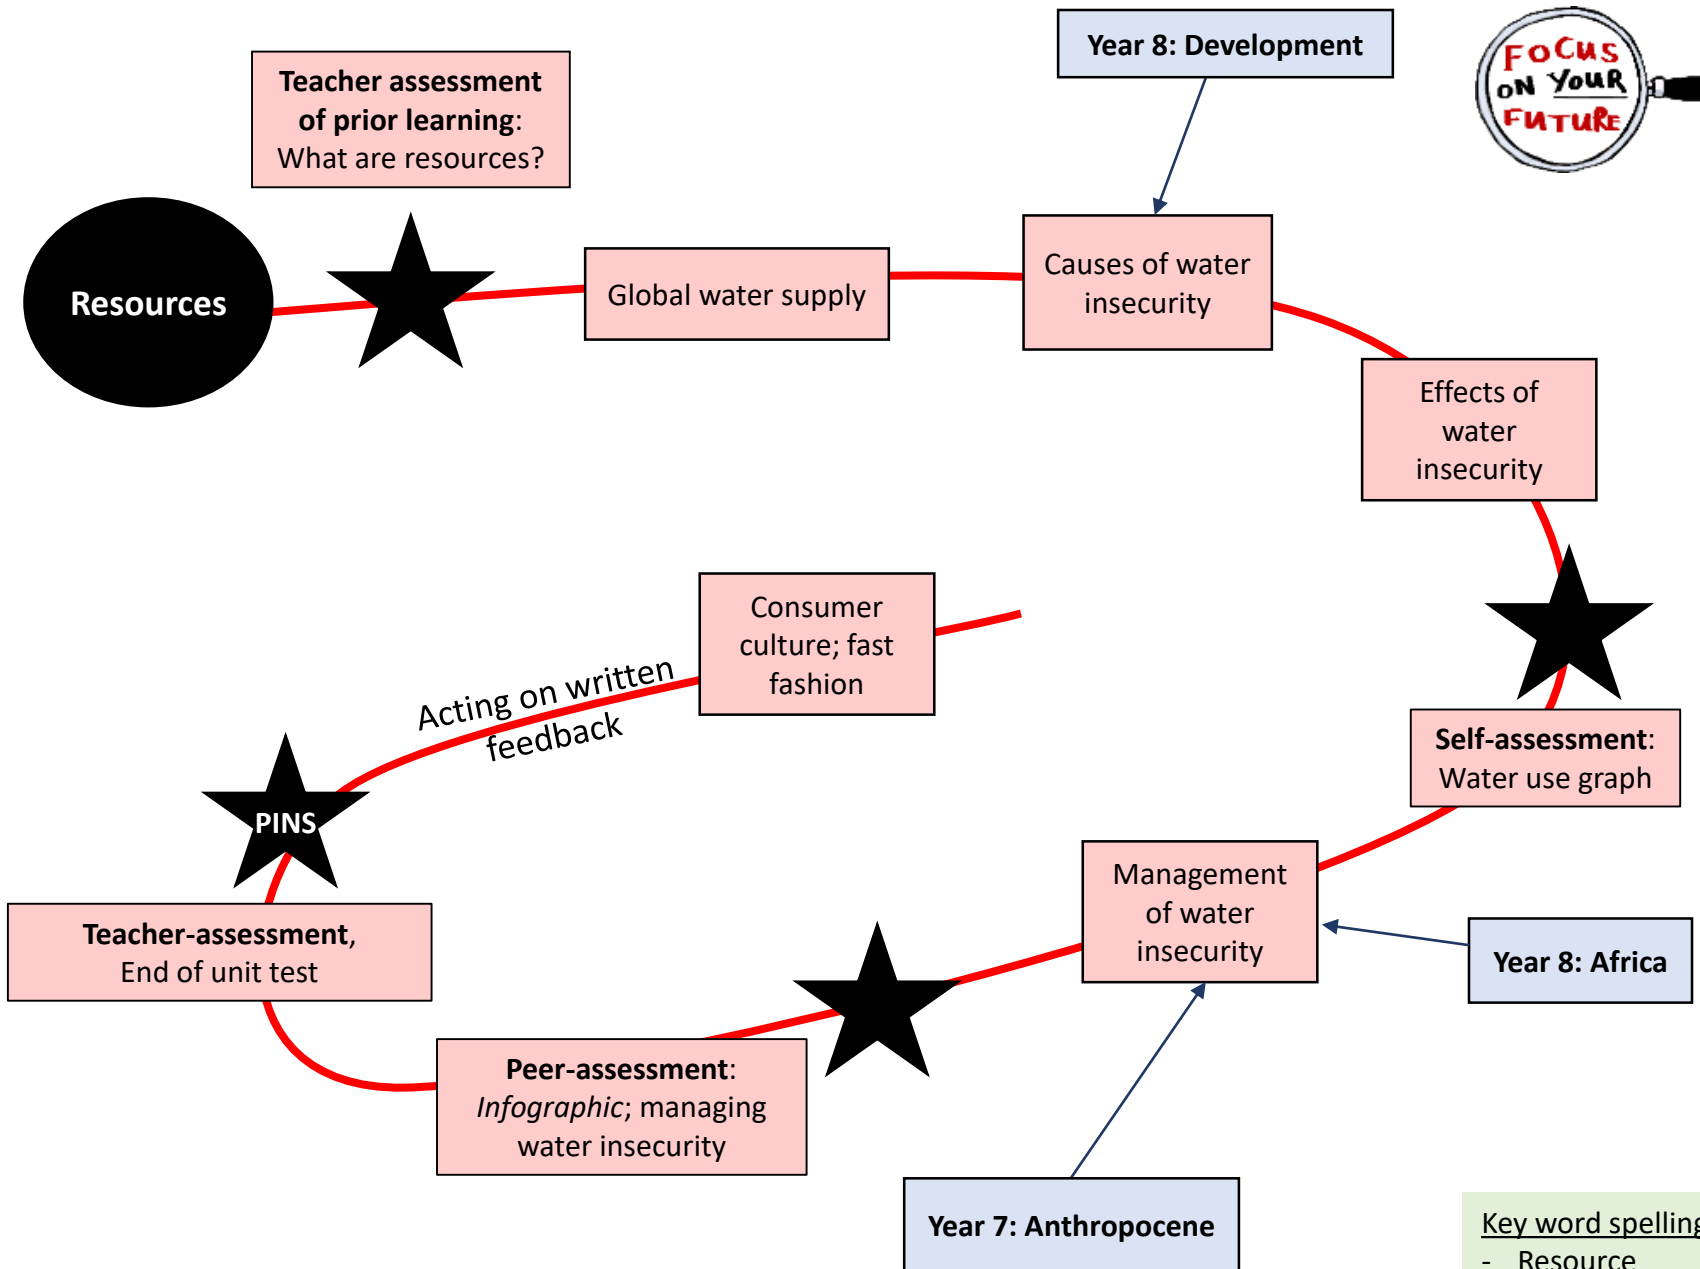 Year 8: Development
FOCUS
ON YOUR
FUTURE
Teacher assessment
of prior learning:
What are resources?
Resources
Global water supply
Causes of water
insecurity
Effects of
water
insecurity
Self-assessment:
Water use graph
Management
of water
insecurity
Year 8: Africa
Year 7: Anthropocene
Peer-assessment:
Infographic; managing
water insecurity
Teacher-assessment,
End of unit test
PINS
Acting on written
feedback
Consumer
culture; fast
fashion
Key word spelling
- Resource